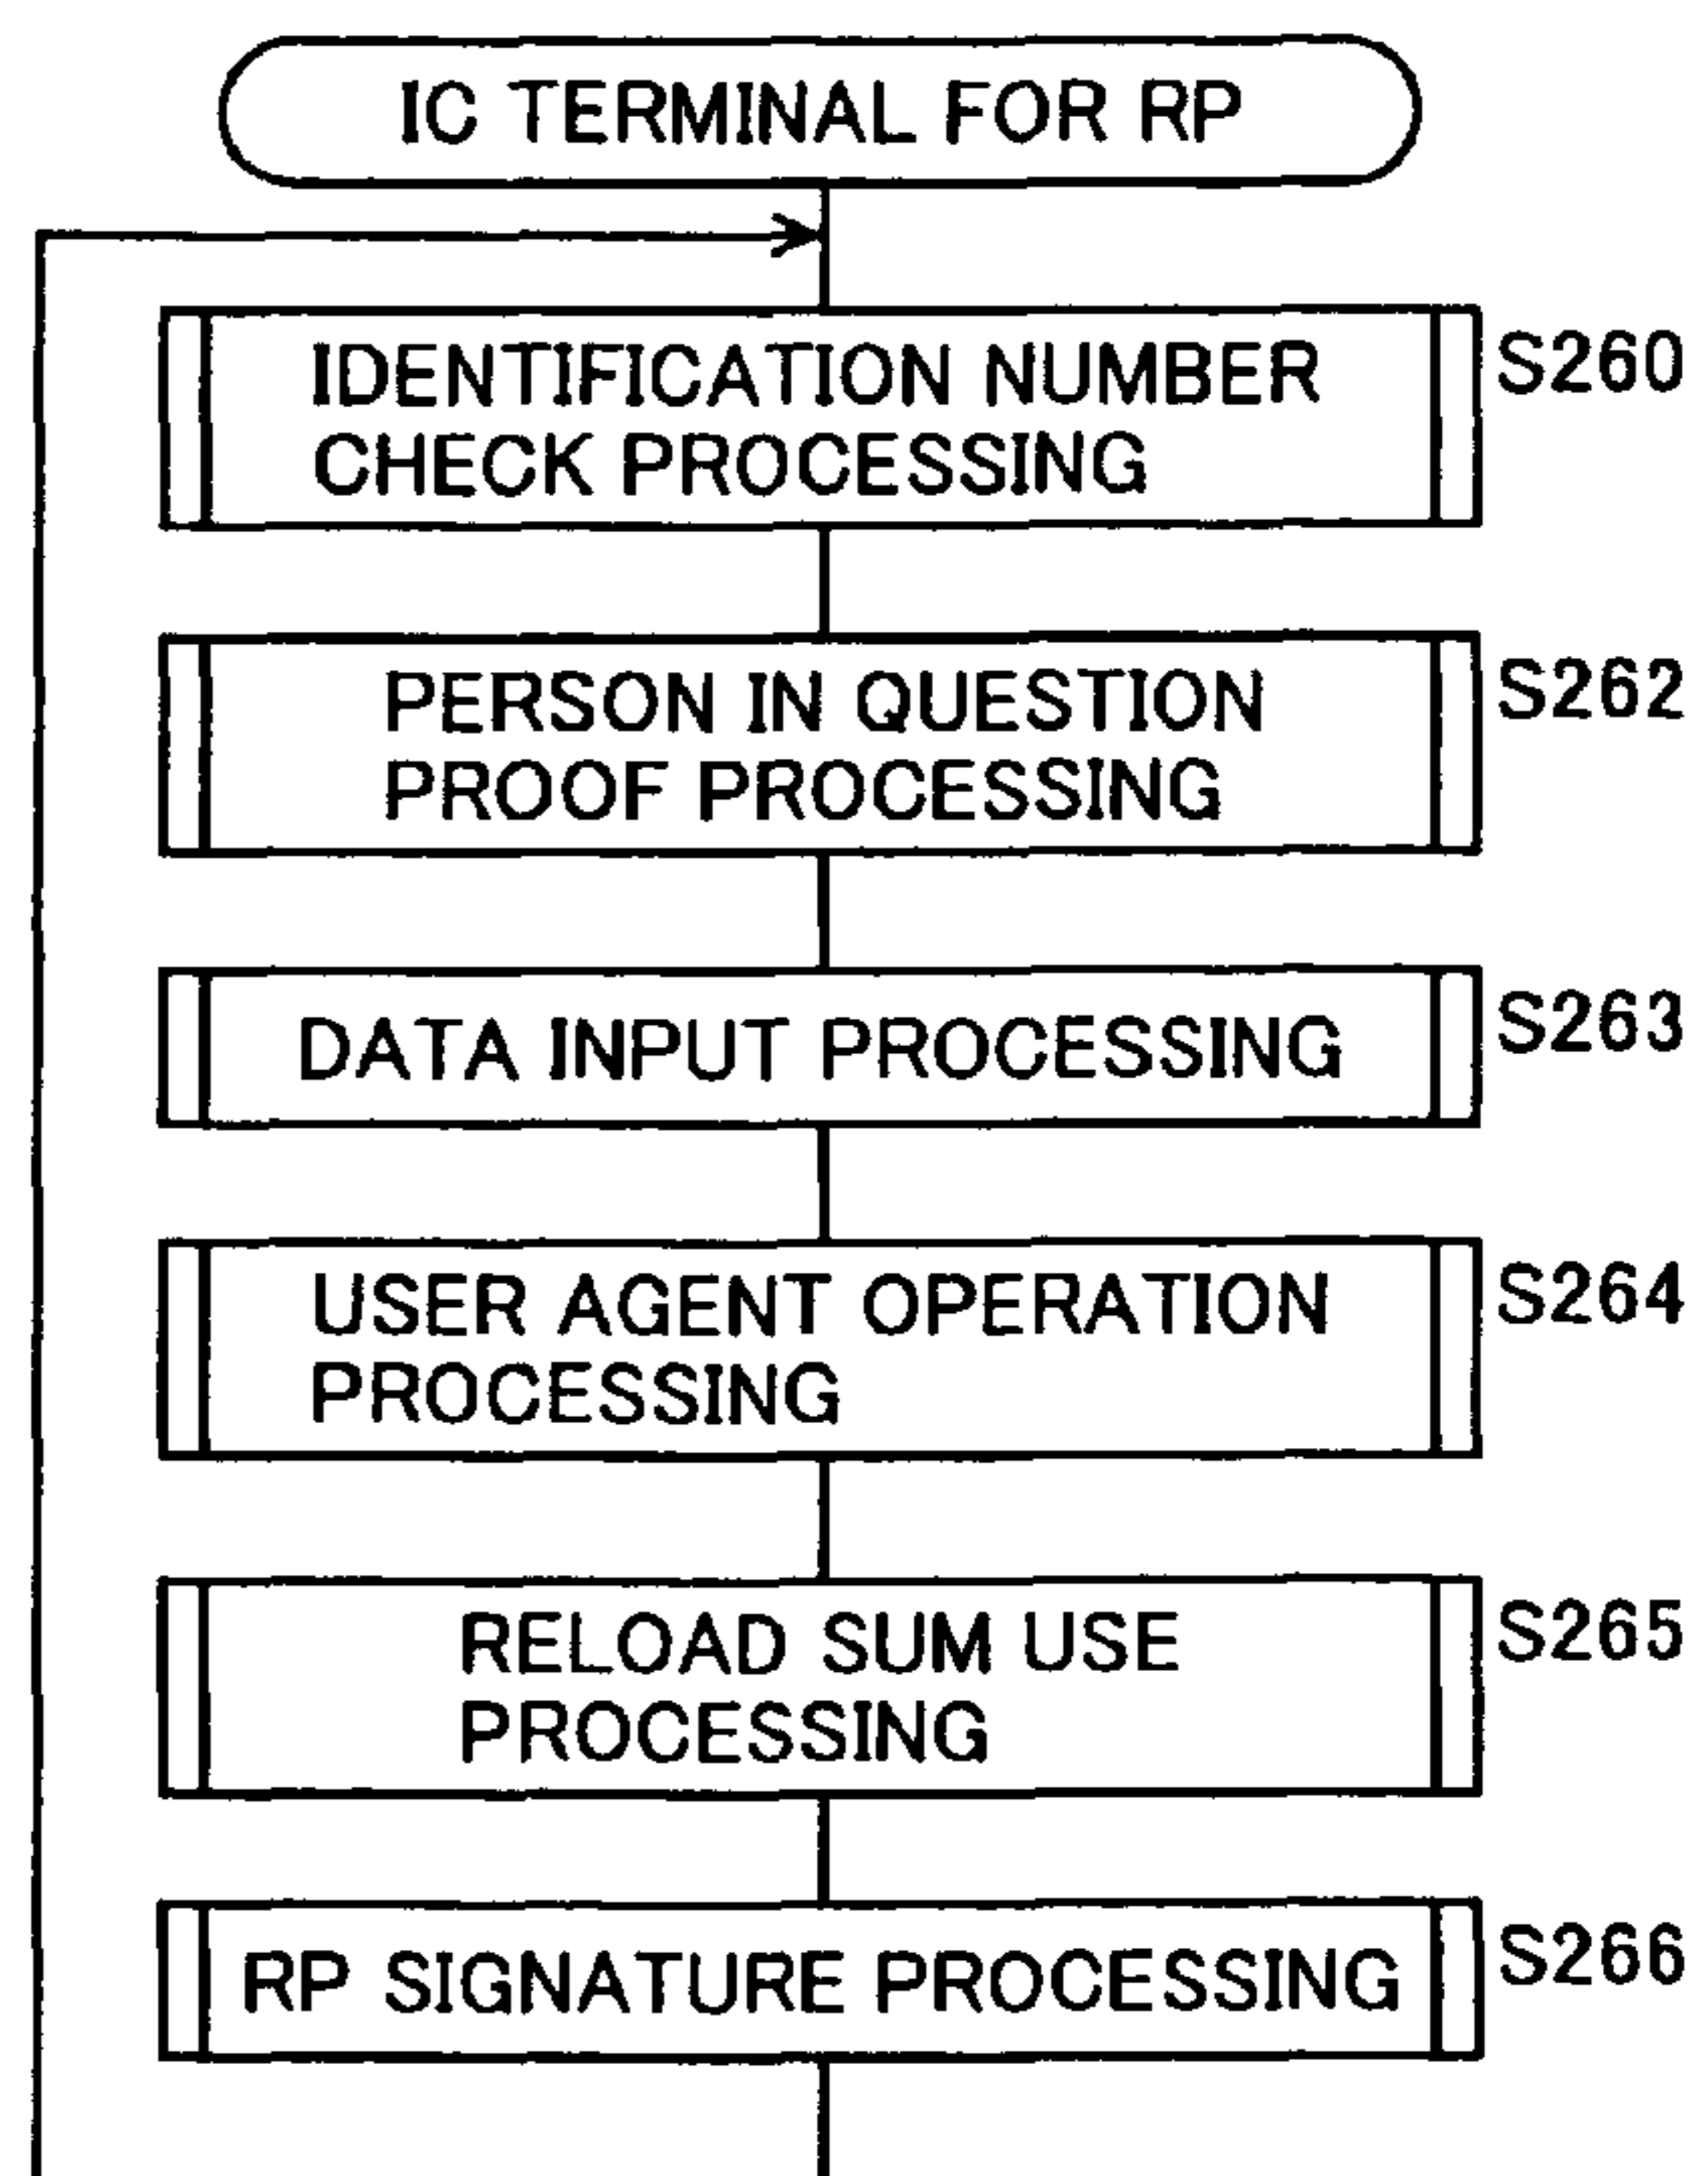 IC TERMINAL FOR RP
IDENTIFICATION NUMBER
CHECK PROCESSING
S260
PERSON IN QUESTION
PROOF PROCESSING
S262
DATA INPUT PROCESSING
S263
USER AGENT OPERATION
PROCESSING
S264
RELOAD SUM USE
PROCESSING
S265
RP SIGNATURE PROCESSING
S266